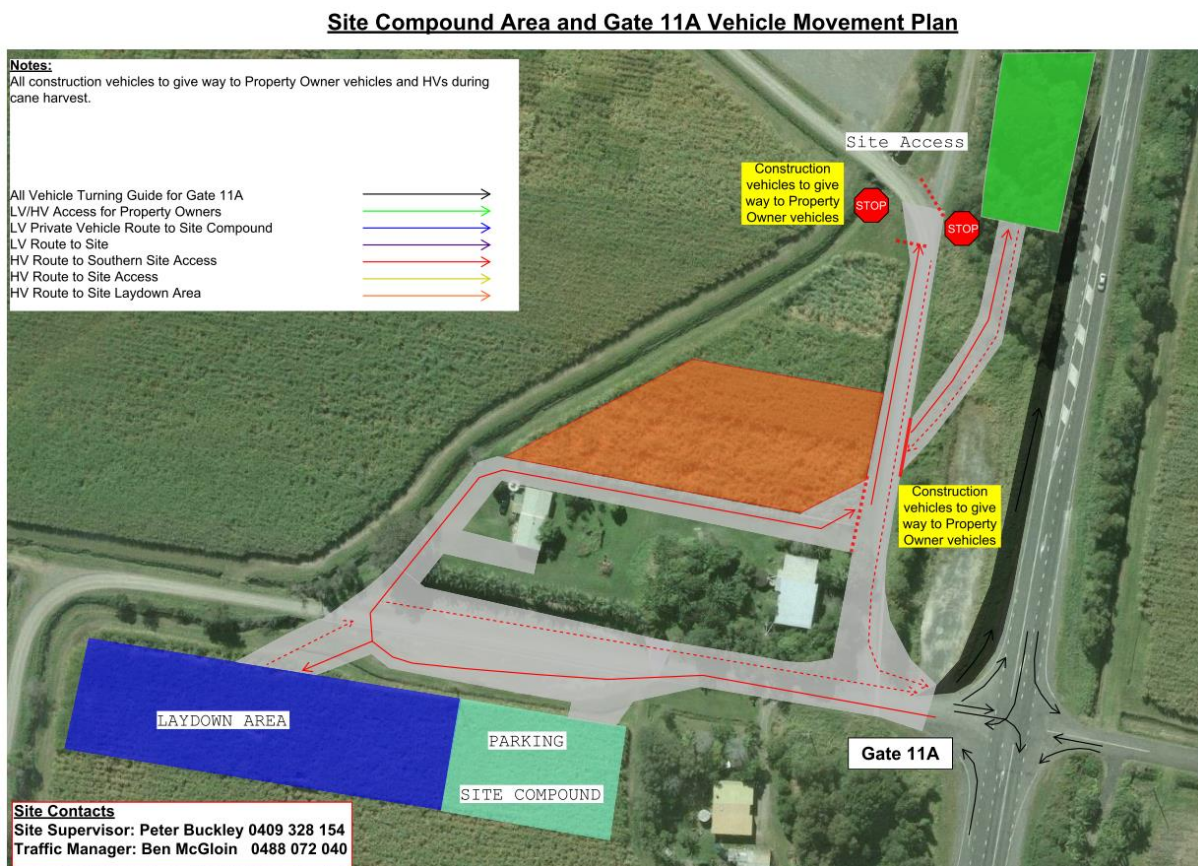 Site Compound Area and Gate 11A Vehicle Movement Plan
Notes:
All construction vehicles to give way to Property Owner vehicles and HVs during
cane harvest.
All Vehicle Turning Guide for Gate 11A
LV/HV Access for Property Owners
LV Private Vehicle Route to Site Compound
LV Route to Site
HV Route to Southern Site Access
HV Route to Site Access
HV Route to Site Laydown Area
Site Access
Construction
vehicles to give
way to Property
Owner vehicles
STOP
STOP
Construction
vehicles to give
way to Property
Owner vehicles
LAYDOWN AREA
PARKING
SITE COMPOUND
Gate 11A
Site Contacts
Site Supervisor: Peter Buckley 0409 328 154
Traffic Manager: Ben McGloin 0488 072 040